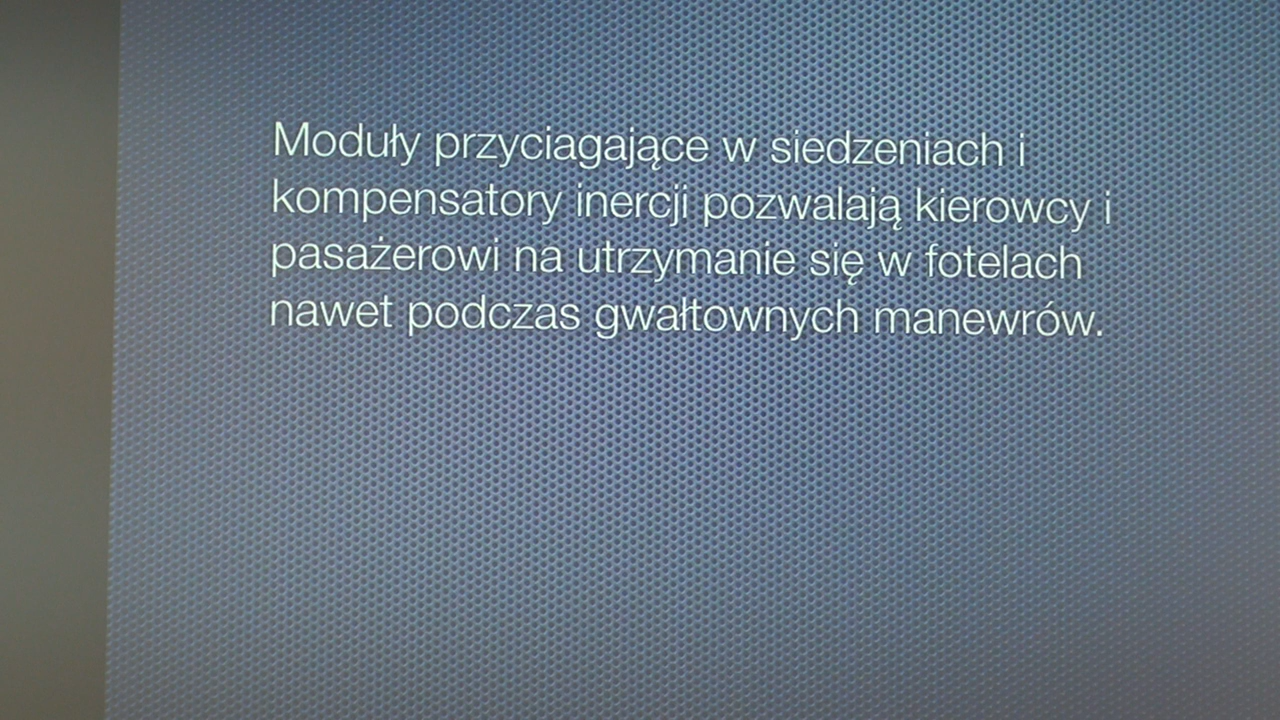 Moduły przyciagające w siedzeniach i
kompensatory inercji pozwalają kierowcy i
pasażerowi na utrzymanie się w fotelach
nawet podczas gwałtownych manewrów.